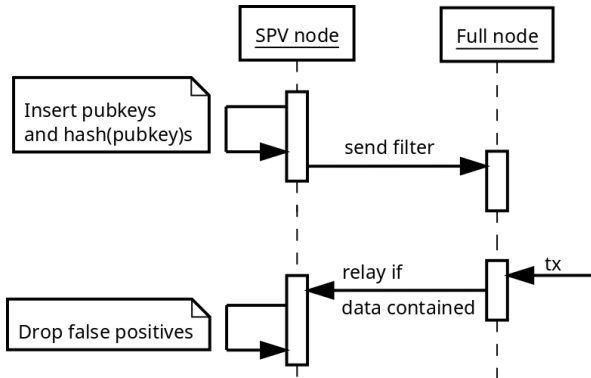 SPV node
Full node
Insert pubkeys
and hash(pubkey)s
send filter
tx
relay if
data contained
Drop false positives